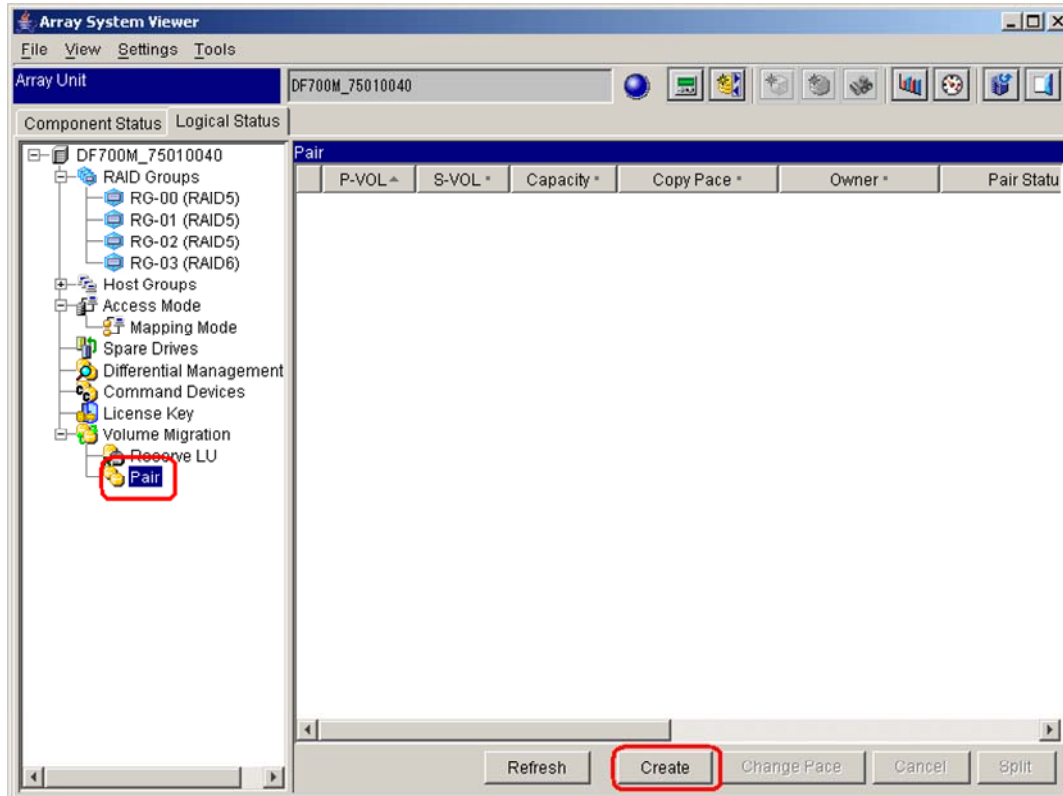 Array System Viewer
File View Settings Tools
Array Unit
DF700M_75010040
Component Status Logical Status
DF700M_75010040
RAID Groups
RG-00 (RAID5)
RG-01 (RAID5)
RG-02 (RAID5)
RG-03 (RAID6)
Host Groups
Access Mode
Mapping Mode
Spare Drives
Differential Management
Command Devices
License Key
Volume Migration
Reserve LU
Pair
Pair
P-VOL S-VOL Capacity Copy Pace Owner Pair Statu
Refresh Create Change Pace Cancel Split